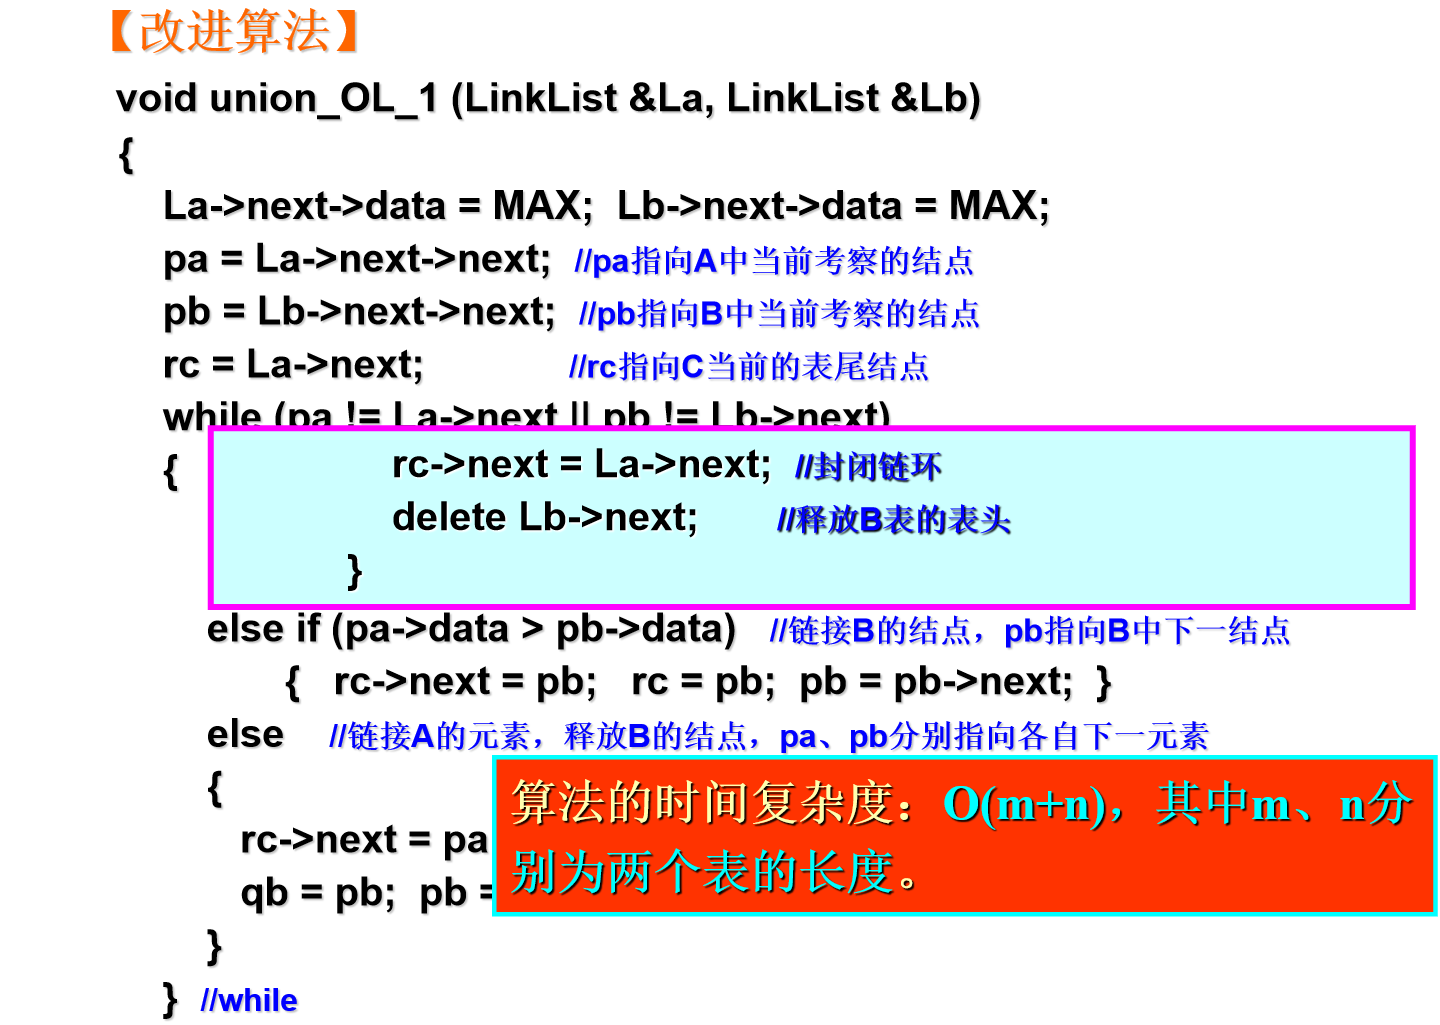 【改进算法】
void union_OL_1 (LinkList &La, LinkList &Lb)
{
La->next->data = MAX;  Lb->next->data = MAX;
pa = La->next->next;  //pa指向A中当前考察的结点
pb = Lb->next->next;  //pb指向B中当前考察的结点
rc = La->next;  //rc指向C当前的表尾结点
while (pa != La->next || pb != Lb->next)
{
rc->next = La->next;  //封闭链环
delete Lb->next;  //释放B表的表头
}
else if (pa->data > pb->data)  //链接B的结点，pb指向B中下一结点
{  rc->next = pb;  rc = pb;  pb = pb->next;  }
else  //链接A的元素，释放B的结点，pa、pb分别指向各自下一元素
{
算法的时间复杂度：O(m+n)，其中m、n分
别为两个表的长度。
rc->next = pa
qb = pb;  pb =
}
}  //while